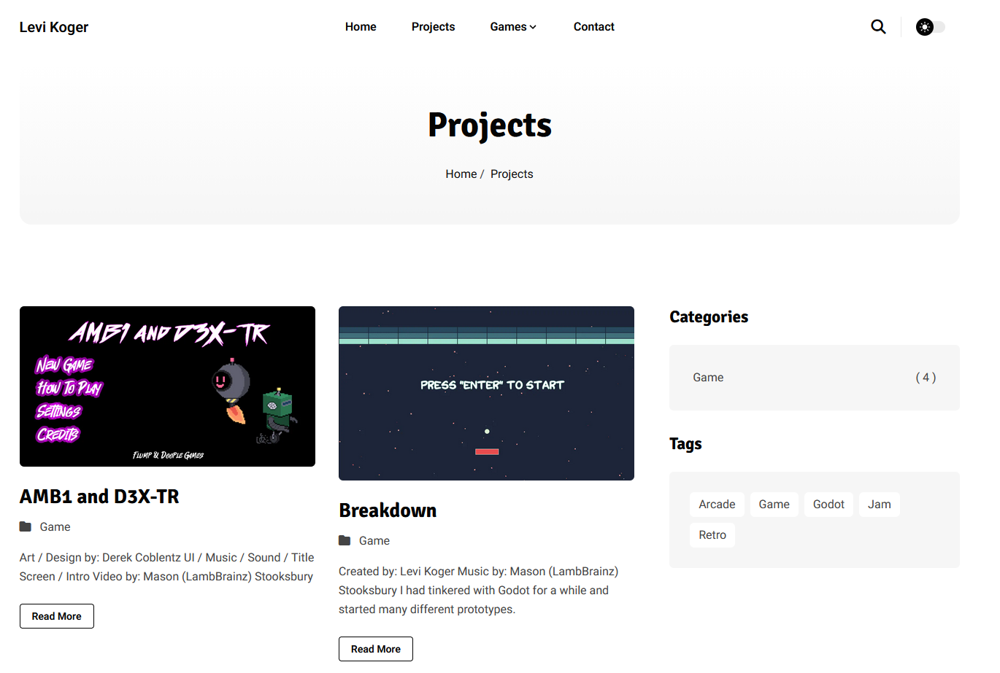 Levi Koger
Home
Projects
Games
Contact
Projects
Home / Projects
AMB1 AND D3X-TR
NEW GAME
HOW TO PLAY
SETTINGS
CREDITS
FLUMP & DOOPLE GAMES
AMB1 and D3X-TR
Game
Art / Design by: Derek Coblentz UI / Music / Sound / Title
Screen / Intro Video by: Mason (LambBrainz) Stooksbury
Read More
PRESS "ENTER" TO START
Breakdown
Game
Created by: Levi Koger Music by: Mason (LambBrainz)
Stooksbury I had tinkered with Godot for a while and
started many different prototypes.
Read More
Categories
Game ( 4 )
Tags
Arcade Game Godot Jam
Retro